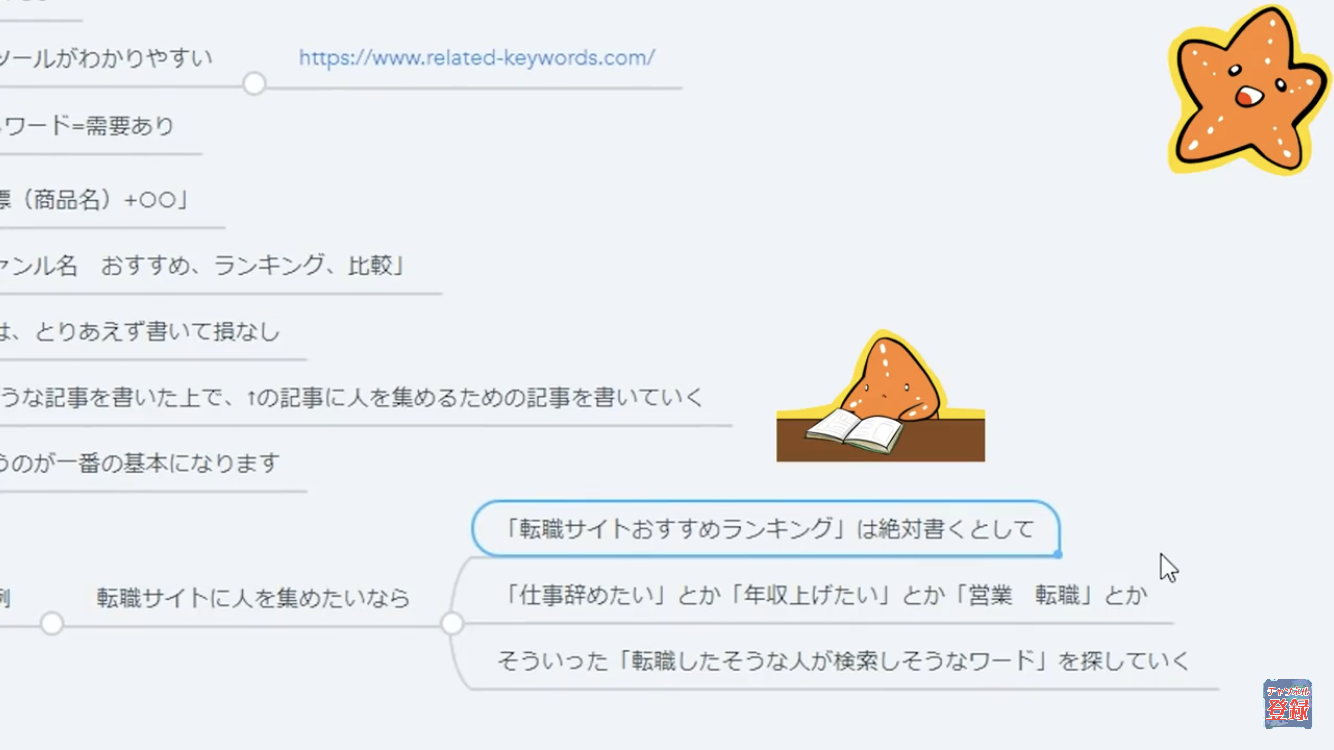 ツールがわかりやすい
https://www.related-keywords.com/
ワード=需要あり
票（商品名）+〇〇」
ャンル名　おすすめ、ランキング、比較」
は、とりあえず書いて損なし
うな記事を書いた上で、↑の記事に人を集めるための記事を書いていく
うのが一番の基本になります
「転職サイトおすすめランキング」は絶対書くとして
例
転職サイトに人を集めたいなら
「仕事辞めたい」とか「年収上げたい」とか「営業　転職」とか
そういった「転職したそうな人が検索しそうなワード」を探していく
チャンネル
登録